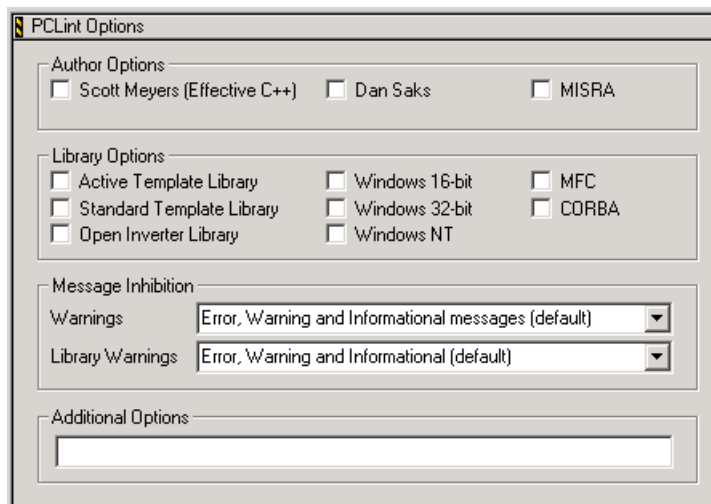 PCLint Options
Author Options
Scott Meyers (Effective C++) Dan Saks MISRA
Library Options
Active Template Library Windows 16-bit MFC
Standard Template Library Windows 32-bit CORBA
Open Inverter Library Windows NT
Message Inhibition
Warnings Error, Warning and Informational messages (default)
Library Warnings Error, Warning and Informational (default)
Additional Options